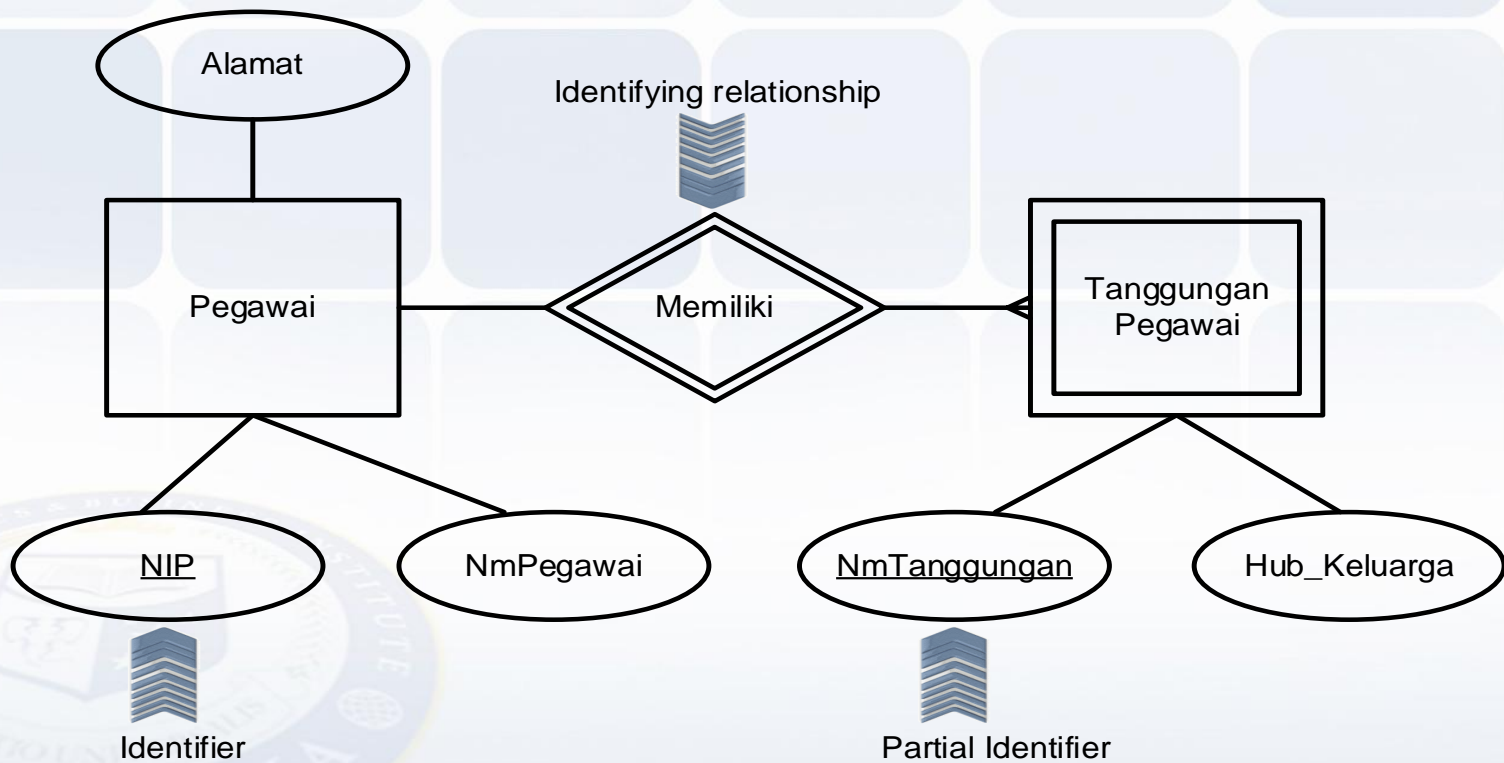 Alamat
Identifying relationship
Pegawai
Memiliki
Tanggungan
Pegawai
NIP
NmPegawai
NmTanggungan
Hub_Keluarga
Identifier
Partial Identifier